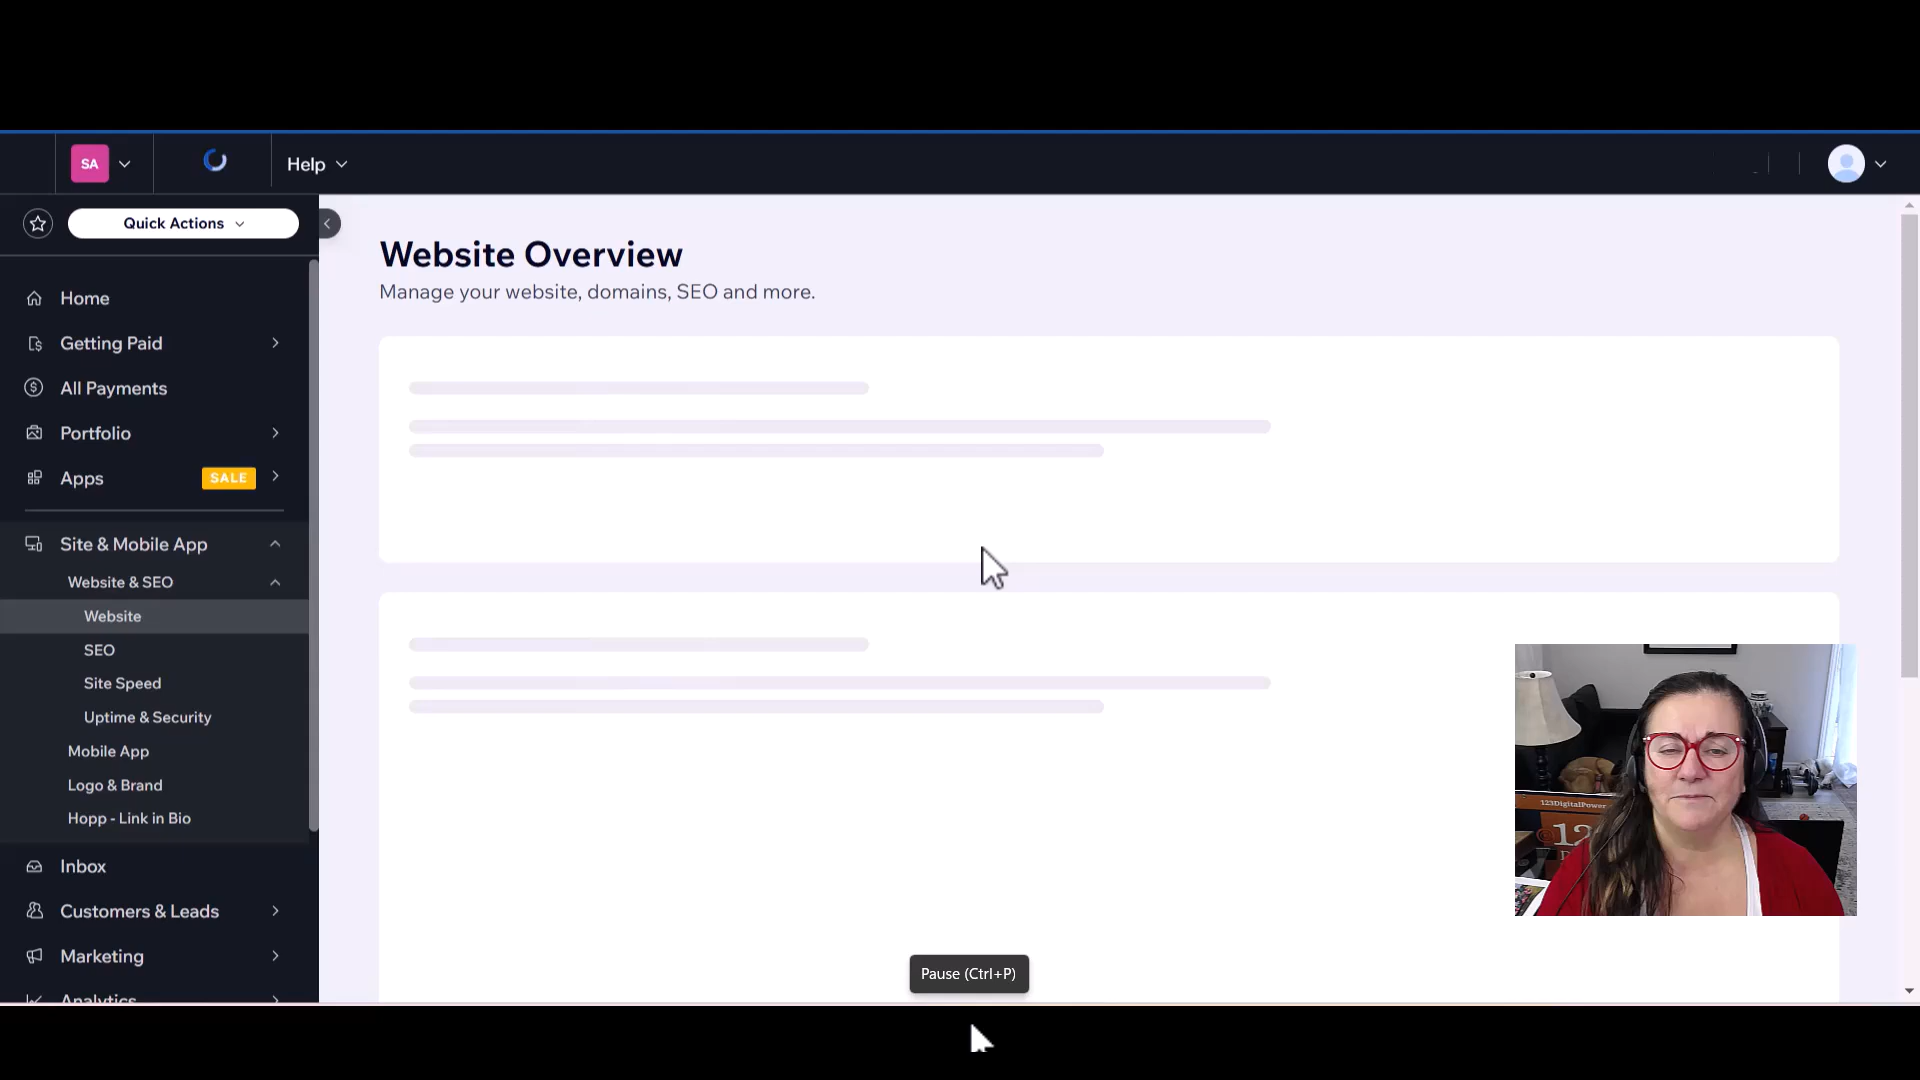 SA
Help
Quick Actions
Home
Getting Paid
All Payments
Portfolio
Apps
SALE
Site & Mobile App
Website & SEO
Website
SEO
Site Speed
Uptime & Security
Mobile App
Logo & Brand
Hopp - Link in Bio
Inbox
Customers & Leads
Marketing
Analytics
Website Overview
Manage your website, domains, SEO and more.
123DigitalPower
Pause (Ctrl+P)